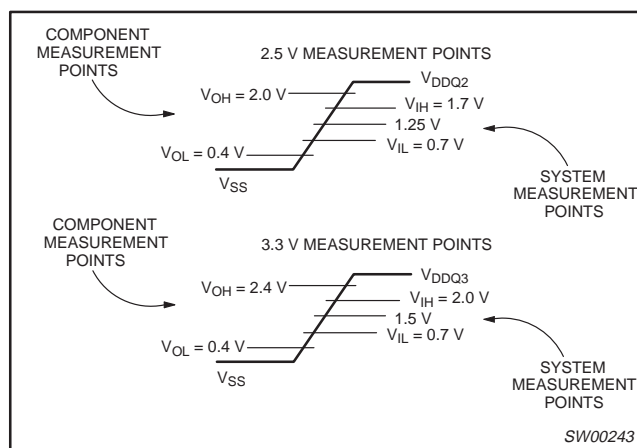 COMPONENT
MEASUREMENT
POINTS
2.5 V MEASUREMENT POINTS
VDDQ2
VOH = 2.0 V
VIH = 1.7 V
1.25 V
VIL = 0.7 V
VOL = 0.4 V
VSS
SYSTEM
MEASUREMENT
POINTS
COMPONENT
MEASUREMENT
POINTS
3.3 V MEASUREMENT POINTS
VDDQ3
VOH = 2.4 V
VIH = 2.0 V
1.5 V
VIL = 0.7 V
VOL = 0.4 V
VSS
SYSTEM
MEASUREMENT
POINTS
SW00243